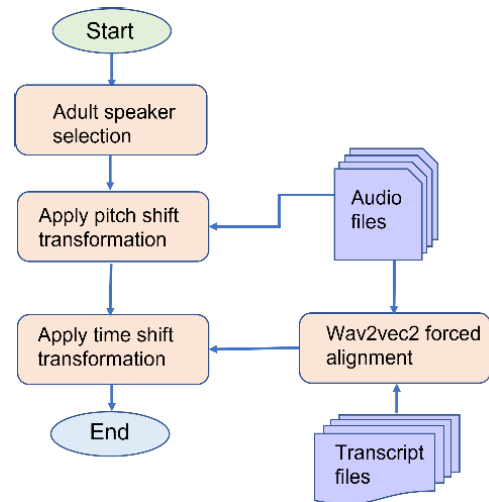 Start
Adult speaker
selection
Apply pitch shift
transformation
Audio
files
Apply time shift
transformation
Wav2vec2 forced
alignment
End
Transcript
files